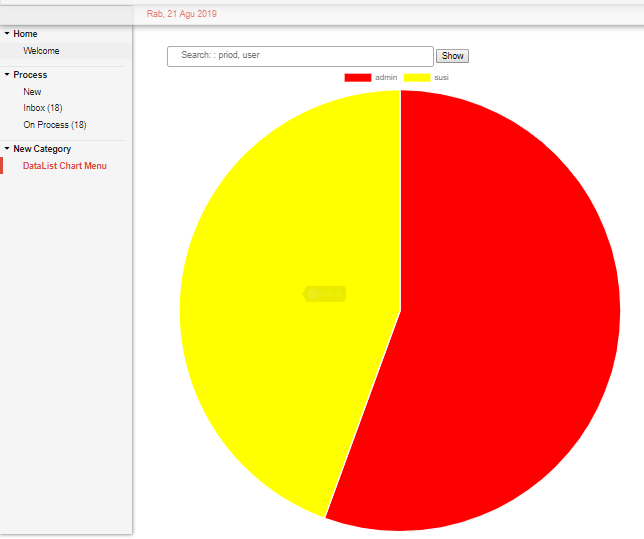 Rab, 21 Agu 2019
Home
Welcome
Process
New
Inbox (18)
On Process (18)
New Category
DataList Chart Menu
Search: : priod, user
Show
admin
susi